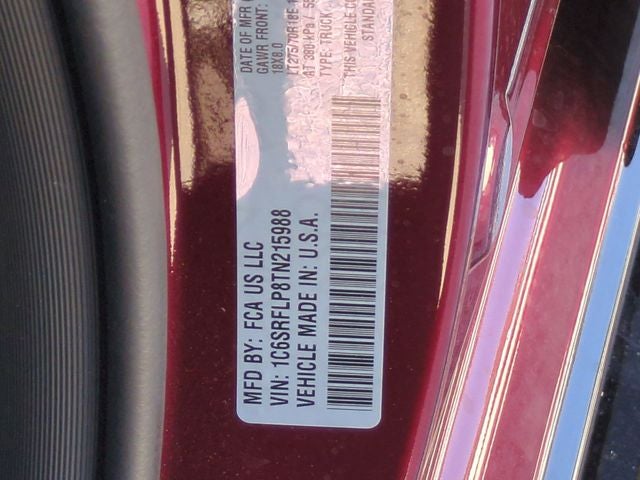 MFD BY: FCA US LLC
VIN: 1C6SRFLP8TN215988
VEHICLE MADE IN: U.S.A.
DATE OF MFR
GAWR FRONT:
18X8.0
LT275/70R18E
AT 380 kPa
TYPE: TRUCK
THIS VEHICLE CO
STANDA